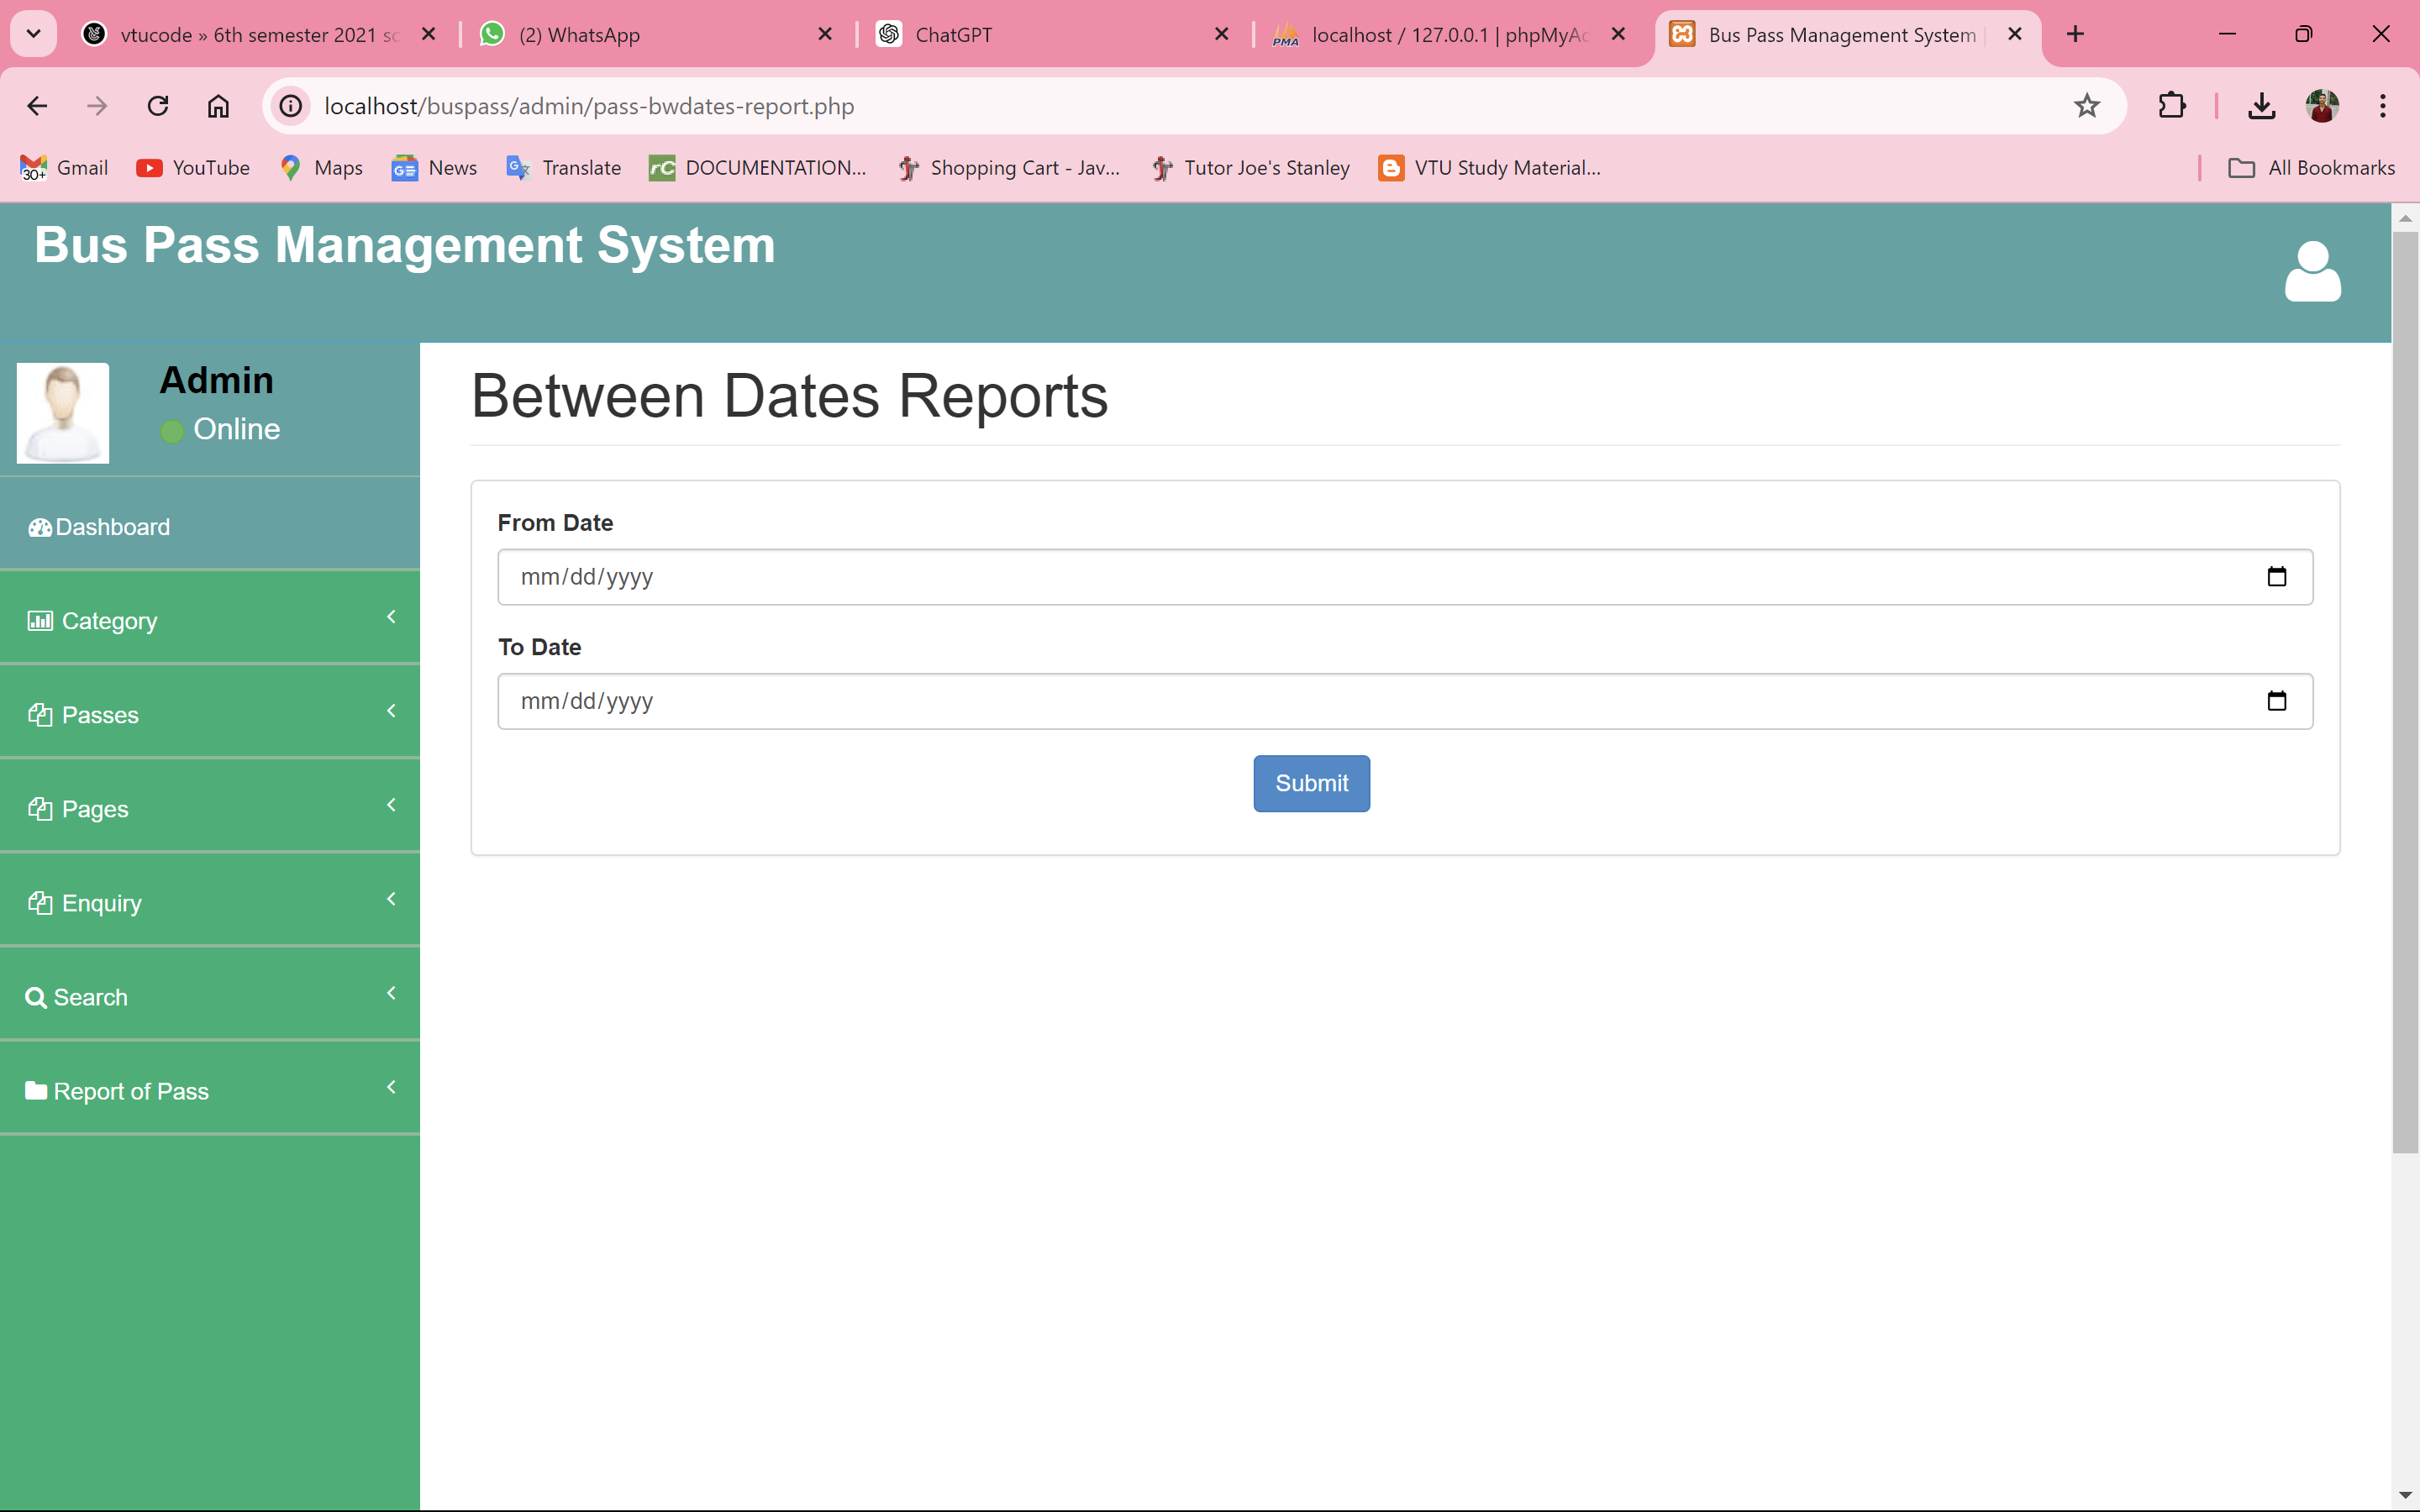 vtucode » 6th semester 2021 sc
(2) WhatsApp
ChatGPT
localhost / 127.0.0.1 | phpMyAc
Bus Pass Management System
localhost/buspass/admin/pass-bwdates-report.php
30+ Gmail
YouTube
Maps
News
Translate
rC DOCUMENTATION...
Shopping Cart - Jav...
Tutor Joe's Stanley
VTU Study Material...
All Bookmarks
Bus Pass Management System
Admin
Online
Dashboard
Category
Passes
Pages
Enquiry
Search
Report of Pass
Between Dates Reports
From Date
mm/dd/yyyy
To Date
mm/dd/yyyy
Submit